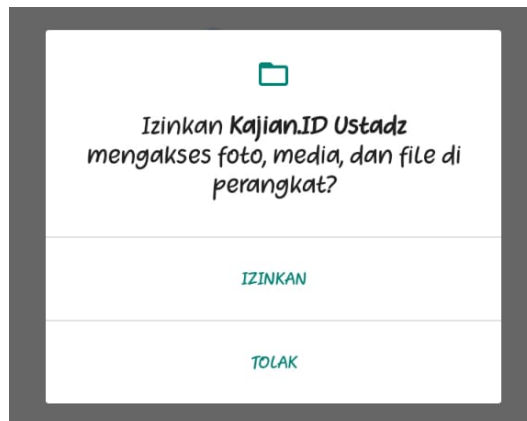 Izinkan Kajian.ID Ustadz
mengakses foto, media, dan file di
perangkat?
IZINKAN
TOLAK